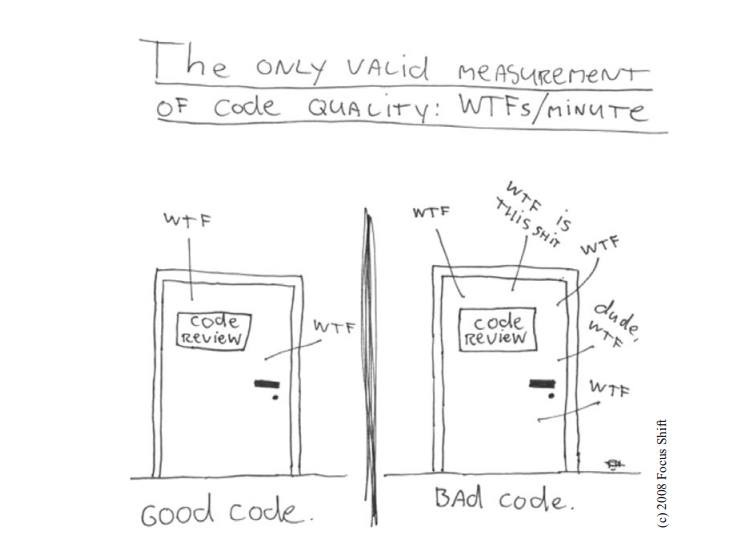 The ONLY VALID MEASUREMENT
OF Code QUALITY: WTFs/MINUTE
WTF
code
REVIEW
WTF
GOOD code.
WTF
WTF is
THIS SHIT
WTF
dude,
WTF
code
REVIEW
WTF
BAD code.
(c) 2008 Focus Shift